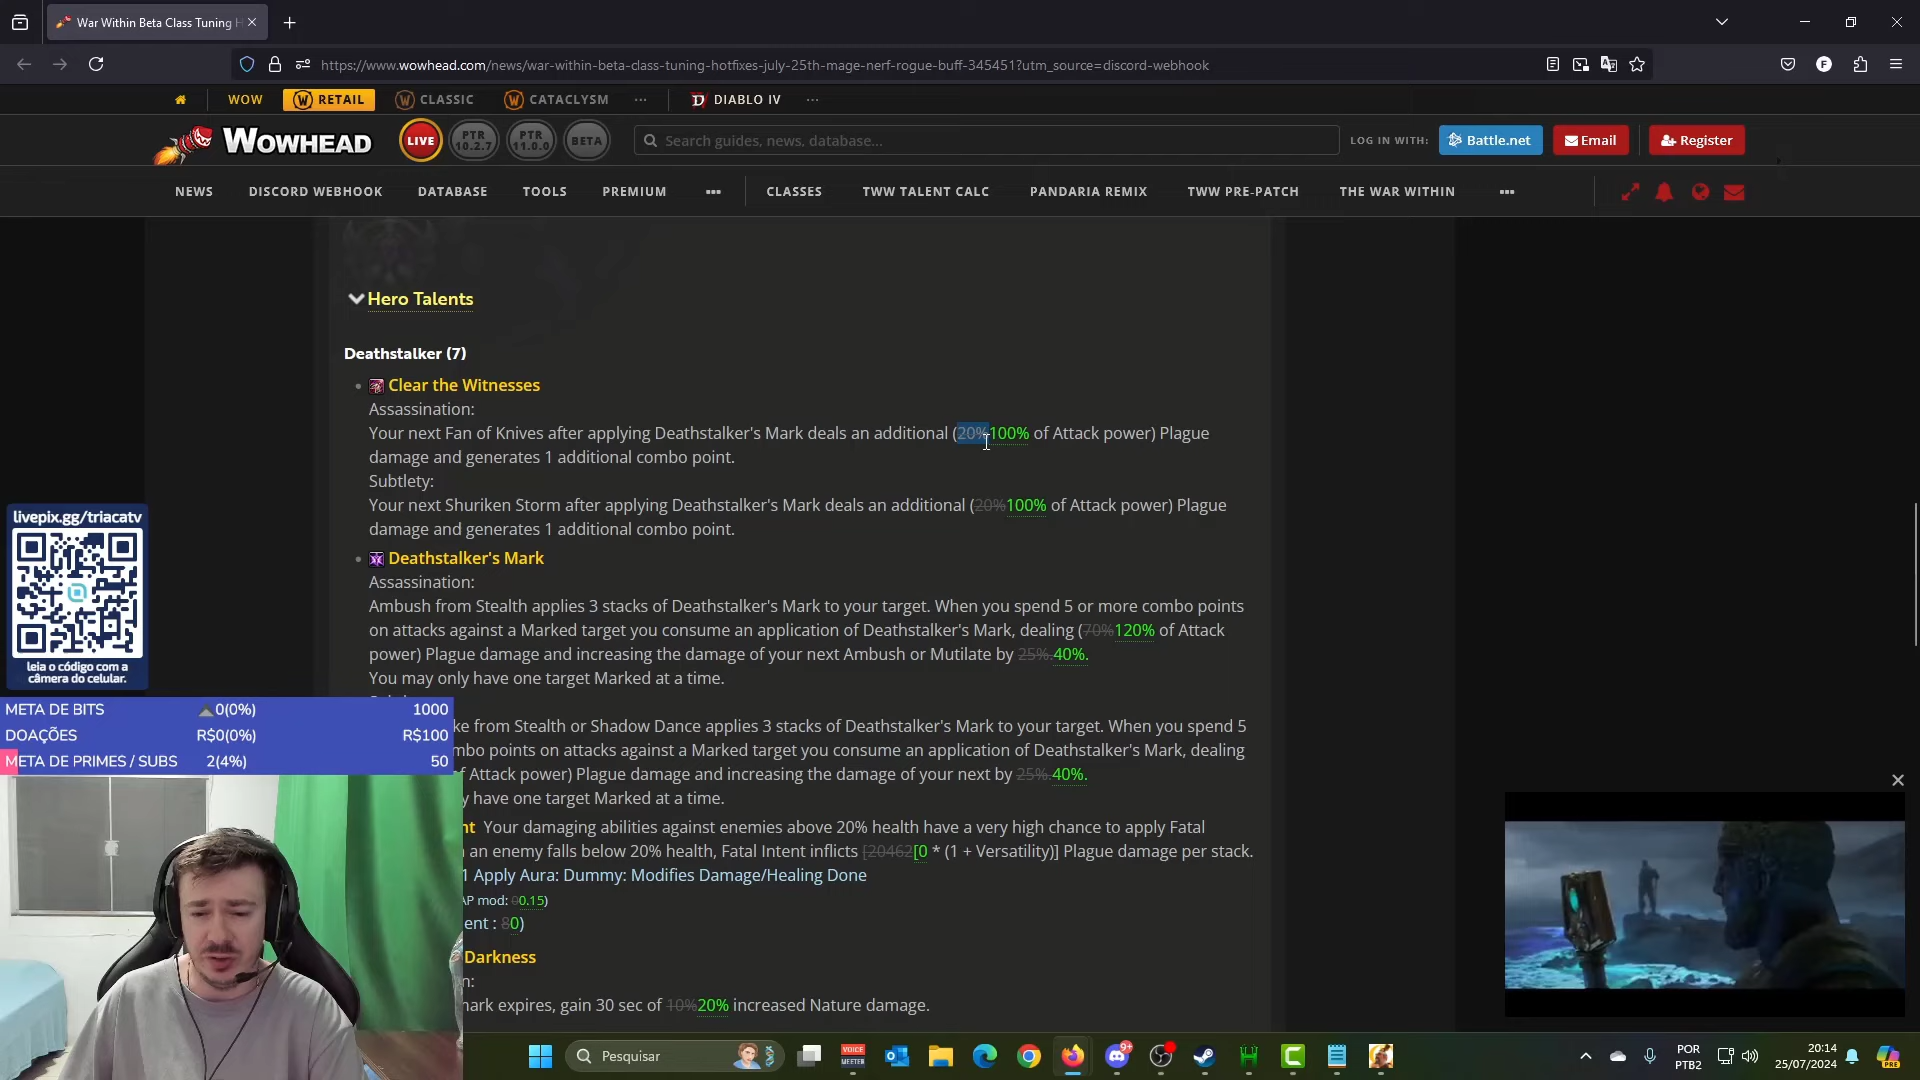 War Within Beta Class Tuning H
https://www.wowhead.com/news/war-within-beta-class-tuning-hotfixes-july-25th-mage-nerf-rogue-buff-345451?utm_source=discord-webhook
WOW RETAIL CLASSIC CATACLYSM ... DIABLO IV ...
WOWHEAD LIVE PTR 10.2.7 PTR 11.0.0 BETA Search guides, news, database... LOG IN WITH: Battle.net Email Register
NEWS DISCORD WEBHOOK DATABASE TOOLS PREMIUM ... CLASSES TWW TALENT CALC PANDARIA REMIX TWW PRE-PATCH THE WAR WITHIN ...
Hero Talents
Deathstalker (7)
Clear the Witnesses
Assassination:
Your next Fan of Knives after applying Deathstalker's Mark deals an additional (20%100% of Attack power) Plague
damage and generates 1 additional combo point.
Subtlety:
Your next Shuriken Storm after applying Deathstalker's Mark deals an additional (20%100% of Attack power) Plague
damage and generates 1 additional combo point.
Deathstalker's Mark
Assassination:
Ambush from Stealth applies 3 stacks of Deathstalker's Mark to your target. When you spend 5 or more combo points
on attacks against a Marked target you consume an application of Deathstalker's Mark, dealing (70%120% of Attack
power) Plague damage and increasing the damage of your next Ambush or Mutilate by 25%.40%.
You may only have one target Marked at a time.
ke from Stealth or Shadow Dance applies 3 stacks of Deathstalker's Mark to your target. When you spend 5
mbo points on attacks against a Marked target you consume an application of Deathstalker's Mark, dealing
f Attack power) Plague damage and increasing the damage of your next by 25%.40%.
y have one target Marked at a time.
nt Your damaging abilities against enemies above 20% health have a very high chance to apply Fatal
an enemy falls below 20% health, Fatal Intent inflicts [20462[0 * (1 + Versatility)] Plague damage per stack.
1 Apply Aura: Dummy: Modifies Damage/Healing Done
AP mod: 00.15)
ent : 80)
Darkness
n:
mark expires, gain 30 sec of 10%20% increased Nature damage.
livepix.gg/triacatv
leia o código com a
câmera do celular.
META DE BITS 0(0%) 1000
DOAÇÕES R$0(0%) R$100
META DE PRIMES / SUBS 2(4%) 50
Pesquisar
VOICE MEETER
9+
POR
PTB2
20:14
25/07/2024
PRE